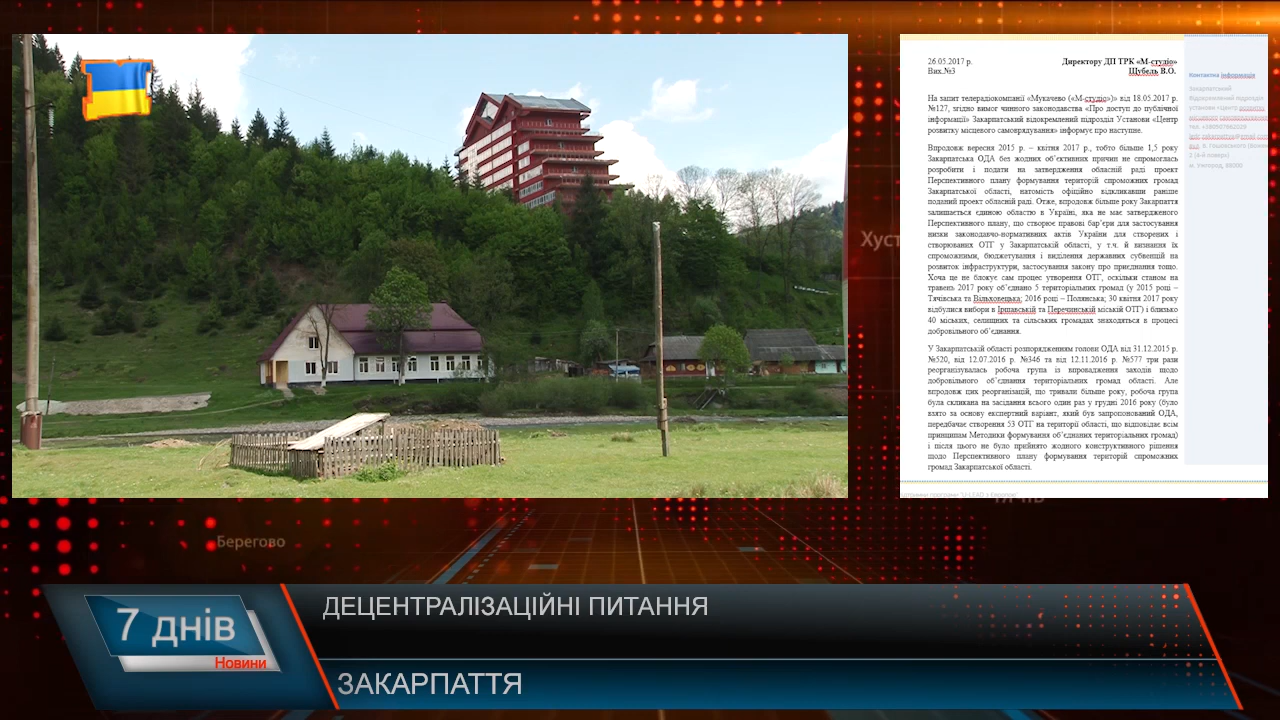 26.05.2017 р.
Директору ДП ТРК «М-студіо»
Вих.№3
Щубель В.О.
На запит телерадіокомпанії «Мукачево («М-студіо»)» від 18.05.2017 р.
№127, згідно вимог чинного законодавства «Про доступ до публічної
інформації» Закарпатський відокремлений підрозділ Установи «Центр
розвитку місцевого самоврядування» інформує про наступне.
Впродовж вересня 2015 р. – квітня 2017 р., тобто більше 1,5 року
Закарпатська ОДА без жодних об’єктивних причин не спромоглась
розробити і подати на затвердження обласній раді проект
Перспективного плану формування територій спроможних громад
Закарпатської області, натомість офіційно відкликавши раніше
поданий проект обласній раді. Отже, впродовж більше року Закарпаття
залишається єдиною областю в Україні, яка не має затвердженого
Перспективного плану, що створює правові бар’єри для застосування
низки законодавчо-нормативних актів України для створених і
створюваних ОТГ у Закарпатській області, у т.ч. й визнання їх
спроможними, бюджетування і виділення державних субвенцій на
розвиток інфраструктури, застосування закону про приєднання тощо.
Хоча це не блокує сам процес утворення ОТГ, оскільки станом на
травень 2017 року об’єднано 5 територіальних громад (у 2015 році –
Тячівська та Вільховецька; 2016 році – Полянська; 30 квітня 2017 року
відбулися вибори в Іршавській та Перечинській міській ОТГ) і близько
40 міських, селищних та сільських громадах знаходяться в процесі
добровільного об’єднання.
У Закарпатській області розпорядженням голови ОДА від 31.12.2015 р.
№520, від 12.07.2016 р. №346 та від 12.11.2016 р. №577 три рази
реорганізувалась робоча група із впровадження заходів щодо
добровільного об’єднання територіальних громад області. Але
впродовж цих реорганізацій, що тривали більше року, робоча група
була скликана на засідання всього один раз у грудні 2016 року (було
взято за основу експертний варіант, який був запропонований ОДА,
передбачає створення 53 ОТГ на території області, що відповідає всім
принципам Методики формування об’єднаних територіальних громад)
і після цього не було прийнято жодного конструктивного рішення
щодо Перспективного плану формування територій спроможних
громад Закарпатської області.
Контактна інформація
Закарпатський
відокремлений підрозділ
установи «Центр розвитку
місцевого самоврядування»
м. Ужгород, 88000
Хуст
Берегово
7 днів
Новини
ДЕЦЕНТРАЛІЗАЦІЙНІ ПИТАННЯ
ЗАКАРПАТТЯ